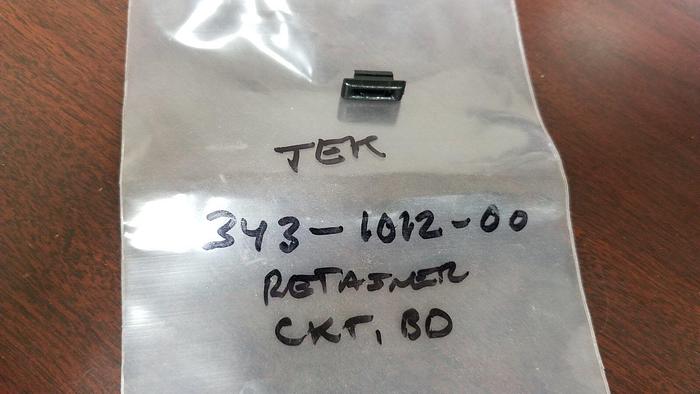 TEK
343-1012-00
RETAINER
CKT, BD